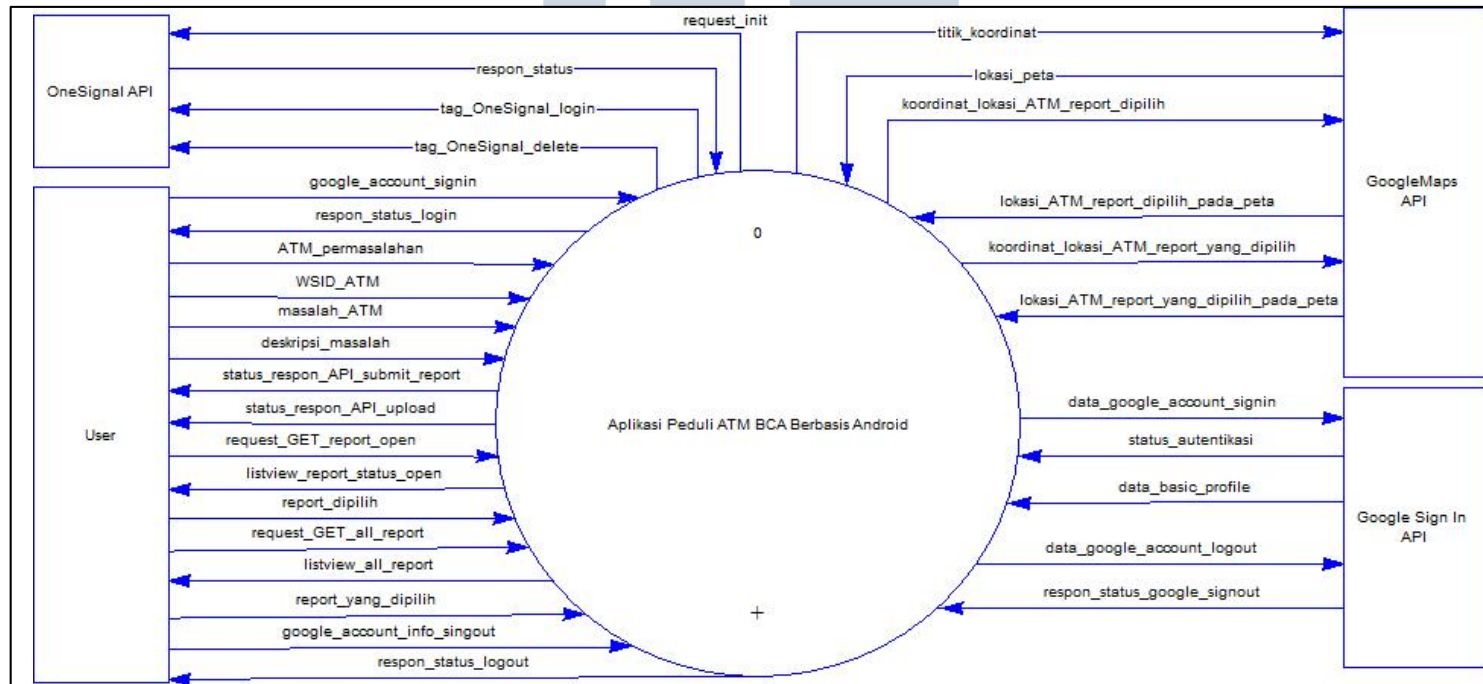 request_init
OneSignal API
respon_status
tag_OneSignal_login
tag_OneSignal_delete
User
google_account_signin
respon_status_login
ATM_permasalahan
WSID_ATM
masalah_ATM
deskripsi_masalah
status_respon_API_submit_report
status_respon_API_upload
request_GET_report_open
listview_report_status_open
report_dipilih
request_GET_all_report
listview_all_report
report_yang_dipilih
google_account_info_singout
respon_status_logout
0
Aplikasi Peduli ATM BCA Berbasis Android
+
titik_koordinat
lokasi_peta
koordinat_lokasi_ATM_report_dipilih
lokasi_ATM_report_dipilih_pada_peta
koordinat_lokasi_ATM_report_yang_dipilih
lokasi_ATM_report_yang_dipilih_pada_peta
GoogleMaps
API
data_google_account_signin
status_autentikasi
data_basic_profile
data_google_account_logout
respon_status_google_signout
Google Sign In
API